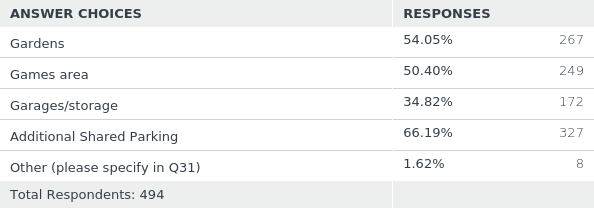 ANSWER CHOICES RESPONSES
Gardens 54.05% 267
Games area 50.40% 249
Garages/storage 34.82% 172
Additional Shared Parking 66.19% 327
Other (please specify in Q31) 1.62% 8
Total Respondents: 494